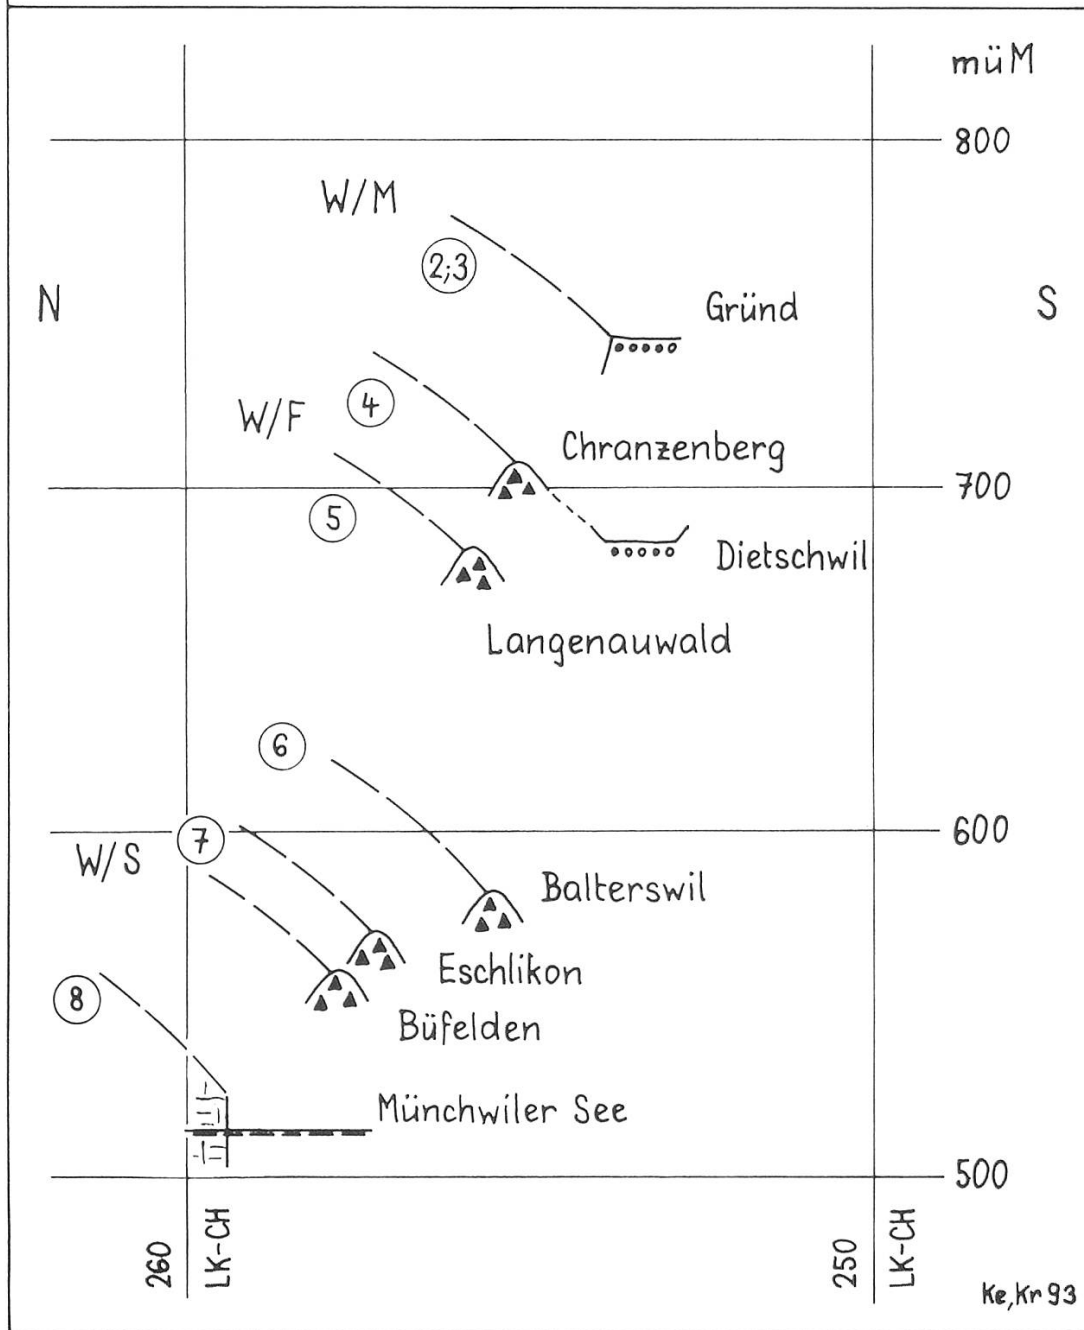 müM
800
W/M
2;3
N
Gründ
S
4
W/F
Chranzenberg
700
5
Dietschwil
Langenauwald
6
600
7
W/S
Balterswil
Eschlikon
8
Büfelden
Münchwiler See
500
260
LK-CH
250
LK-CH
Ke,Kr 93